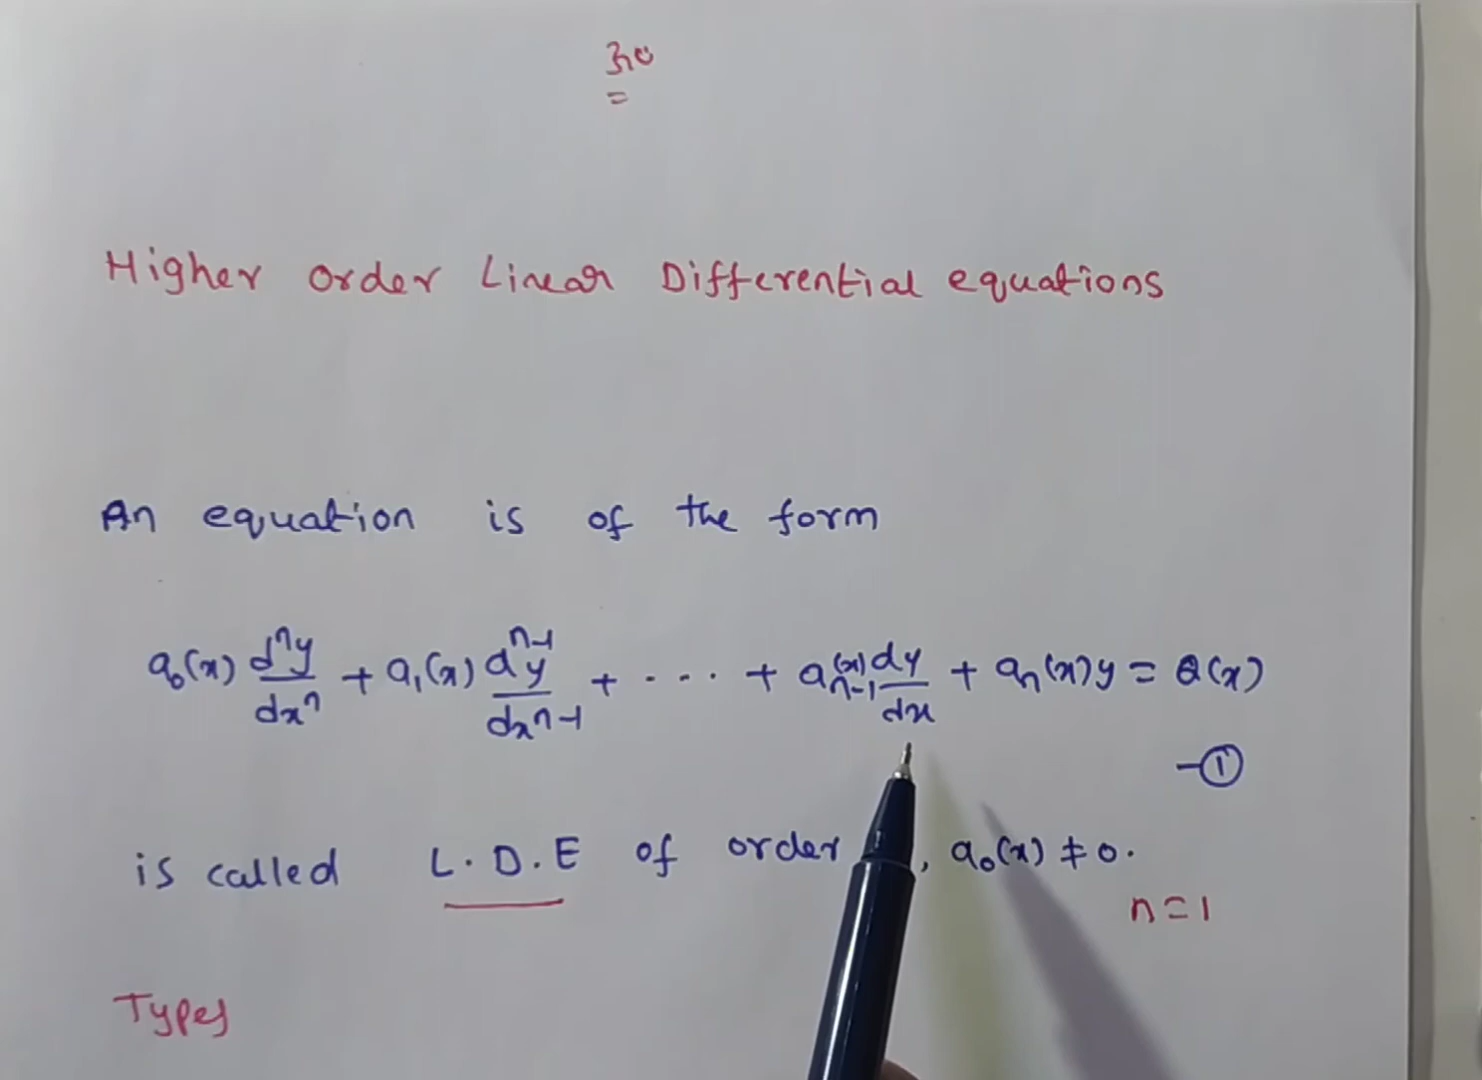 30
=
Higher order Linear Differential equations
An equation is of the form
a₀(x) dⁿy/dxⁿ + a₁(x) dⁿ⁻¹y/dxⁿ⁻¹ + .... + aₙ₋₁(x) dy/dx + aₙ(x)y = Q(x)
-①
is called L.D.E of order , a₀(x) ≠ 0.
n=1
Types